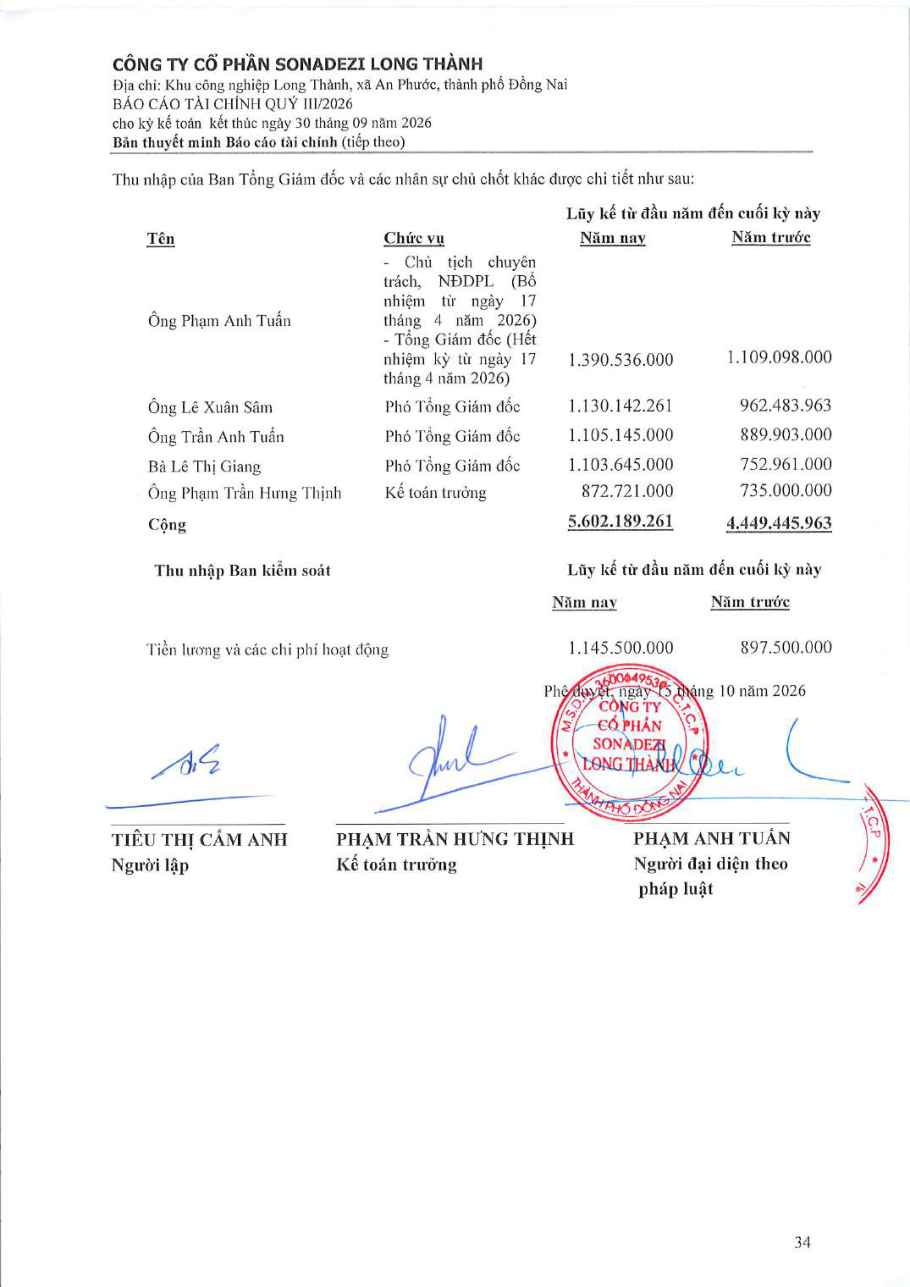 CÔNG TY CỔ PHẦN SONADEZI LONG THÀNH
Địa chỉ: Khu công nghiệp Long Thành, xã An Phước, thành phố Đồng Nai
BÁO CÁO TÀI CHÍNH QUÝ III/2026
cho kỳ kế toán kết thúc ngày 30 tháng 09 năm 2026
Bản thuyết minh Báo cáo tài chính (tiếp theo)
Thu nhập của Ban Tổng Giám đốc và các nhân sự chủ chốt khác được chi tiết như sau:
Lũy kế từ đầu năm đến cuối kỳ này
Tên Chức vụ Năm nay Năm trước
- Chủ tịch chuyên
trách, NĐDPL (Bổ
nhiệm từ ngày 17
Ông Phạm Anh Tuấn tháng 4 năm 2026)
- Tổng Giám đốc (Hết
nhiệm kỳ từ ngày 17 1.390.536.000 1.109.098.000
tháng 4 năm 2026)
Ông Lê Xuân Sâm Phó Tổng Giám đốc 1.130.142.261 962.483.963
Ông Trần Anh Tuấn Phó Tổng Giám đốc 1.105.145.000 889.903.000
Bà Lê Thị Giang Phó Tổng Giám đốc 1.103.645.000 752.961.000
Ông Phạm Trần Hưng Thịnh Kế toán trưởng 872.721.000 735.000.000
Cộng 5.602.189.261 4.449.445.963
Thu nhập Ban kiểm soát Lũy kế từ đầu năm đến cuối kỳ này
Năm nay Năm trước
Tiền lương và các chi phí hoạt động 1.145.500.000 897.500.000
Phê duyệt, ngày 15 tháng 10 năm 2026
CÔNG TY
CỔ PHẦN
SONADEZI
LONG THÀNH
THÀNH PHỐ ĐỒNG NAI
T.C.P
TIÊU THỊ CẨM ANH PHẠM TRẦN HƯNG THỊNH PHẠM ANH TUẤN
Người lập Kế toán trưởng Người đại diện theo
pháp luật
34